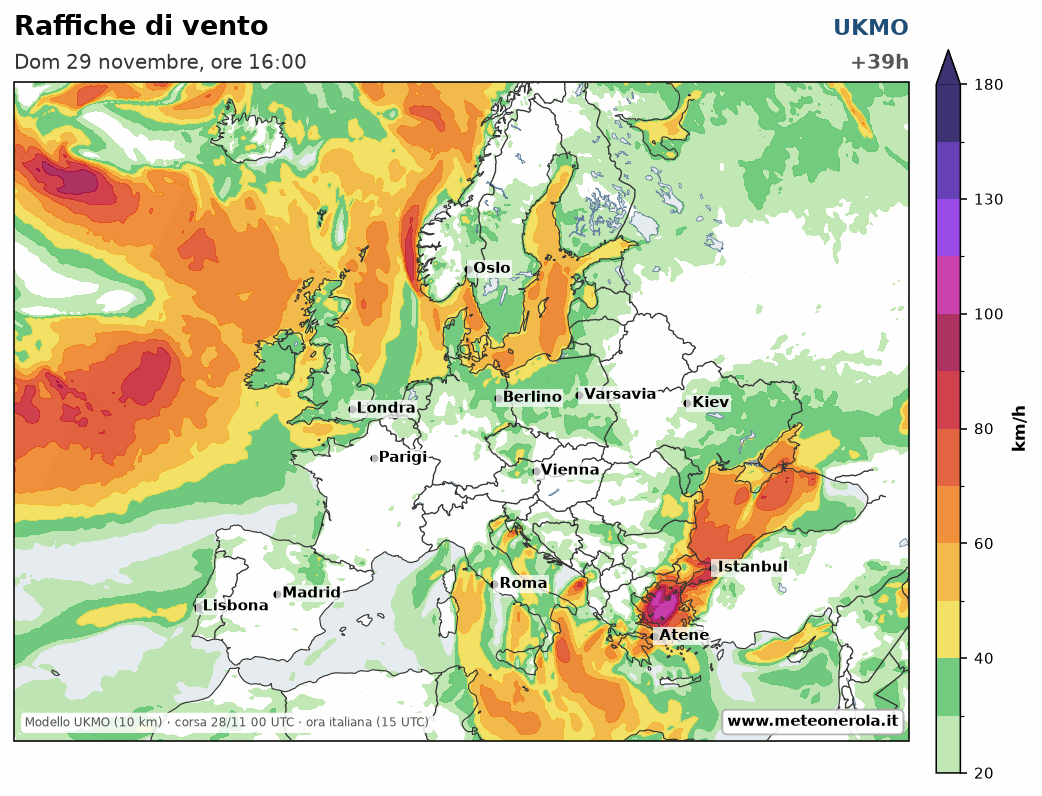 Raffiche di vento
UKMO
Dom 29 novembre, ore 16:00
+39h
180
130
100
80
60
40
20
km/h
Oslo
Londra
Berlino
Varsavia
Kiev
Parigi
Vienna
Istanbul
Roma
Madrid
Lisbona
Atene
Modello UKMO (10 km) · corsa 28/11 00 UTC · ora italiana (15 UTC)
www.meteonerola.it